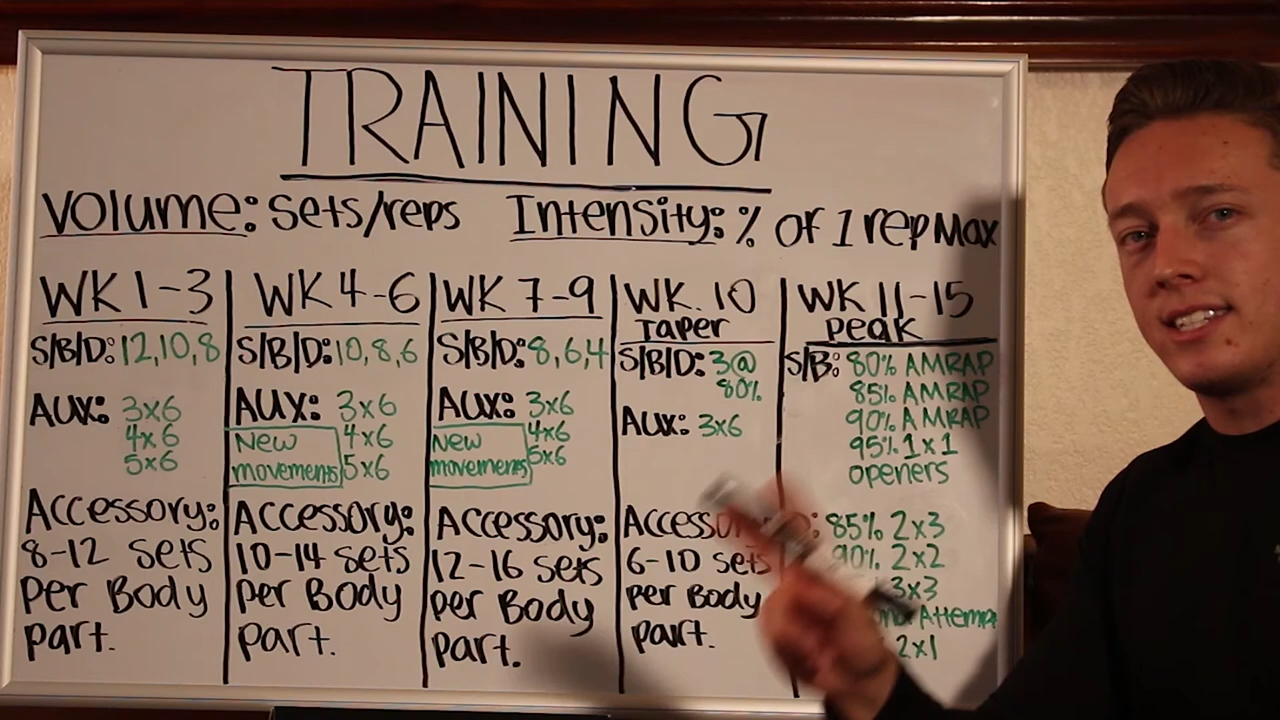 TRAINING
Volume: Sets/reps Intensity: % of 1 rep Max
WK 1-3
S/B/D: 12,10,8
AUX: 3x6
4x6
5x6
Accessory:
8-12 sets
per Body
part.
WK 4-6
S/B/D: 10,8,6
AUX: 3x6
New 4x6
movements 5x6
Accessory:
10-14 sets
per Body
part.
WK 7-9
S/B/D: 8,6,4
AUX: 3x6
New 4x6
movements 5x6
Accessory:
12-16 sets
per Body
part.
WK. 10
Taper
S/B/D: 3@
80%
AUX: 3x6
6-10 sets
per Body
part.
WK 11-15
Peak
S/B: 80% AMRAP
85% AMRAP
90% AMRAP
95% 1x1
openers
85% 2x3
90% 2x2
3x3
Attempt
2x1